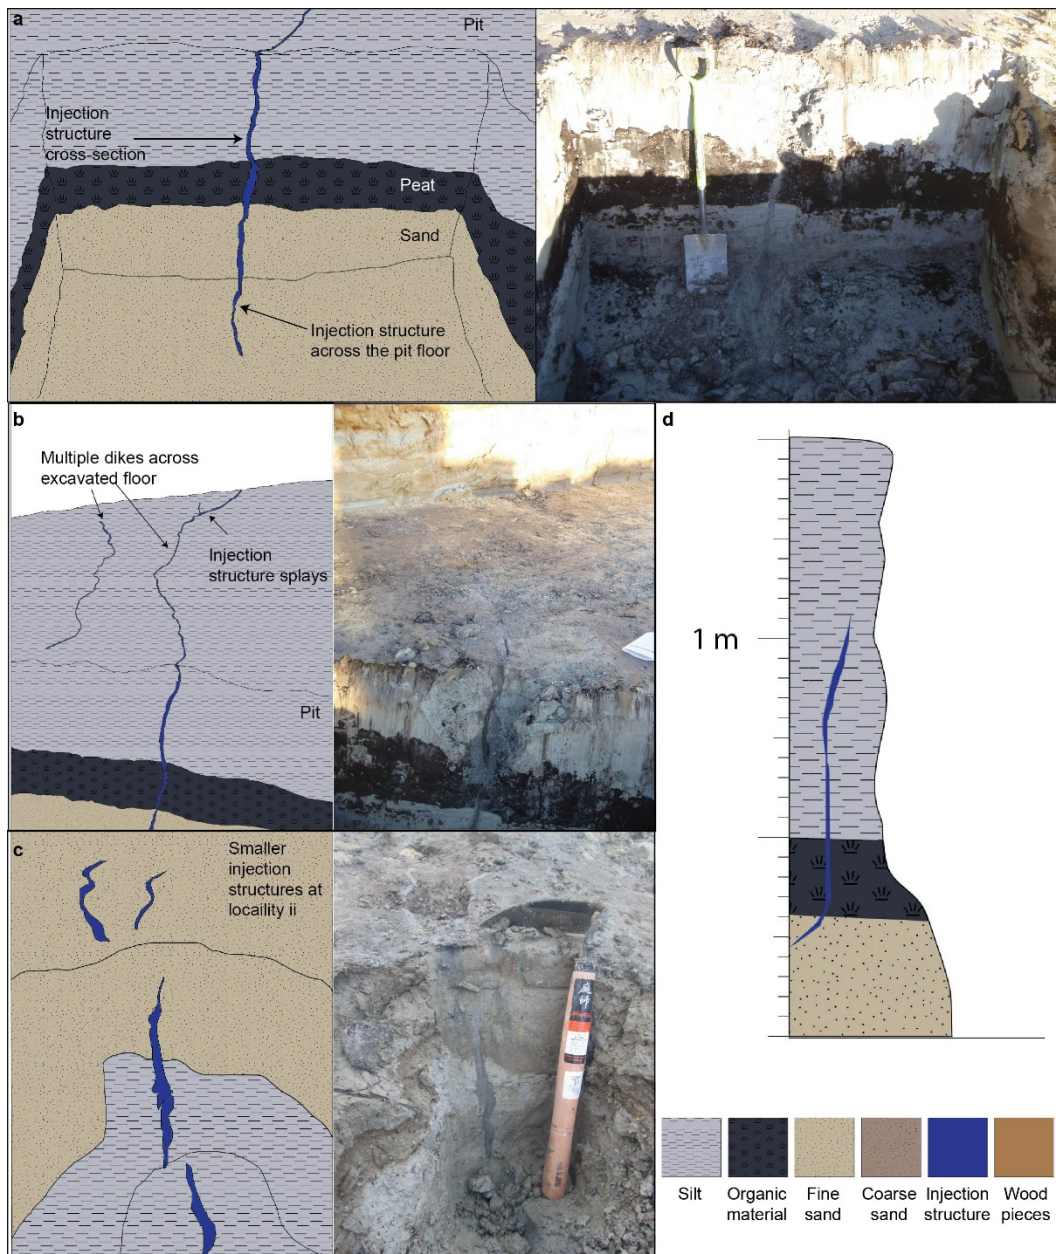 a
Pit
Injection
structure
cross-section
Peat
Sand
Injection structure
across the pit floor
b
Multiple dikes across
excavated floor
Injection
structure splays
Pit
c
Smaller
injection
structures at
locaility ii
d
1 m
Silt
Organic
material
Fine
sand
Coarse
sand
Injection
structure
Wood
pieces